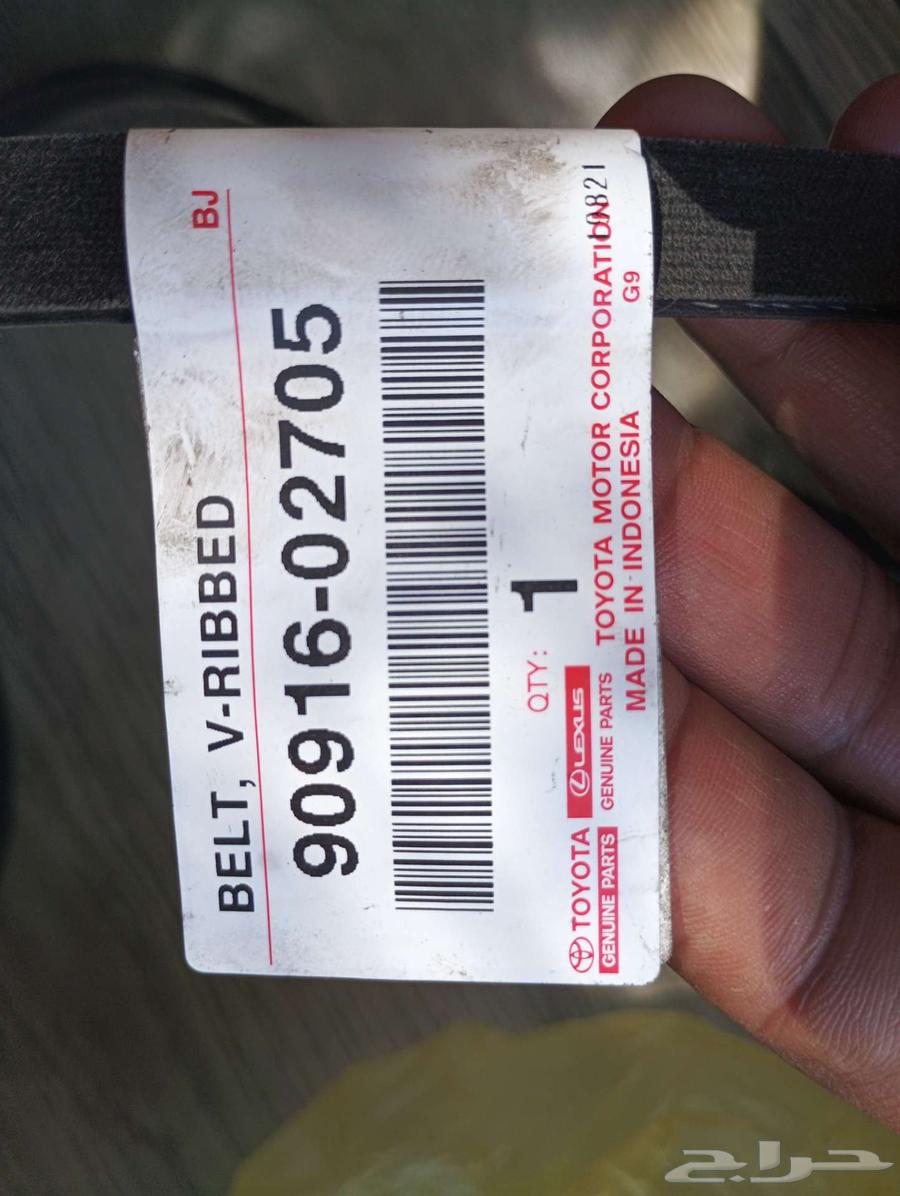 BELT, V-RIBBED BJ
90916-02705
QTY: 1
TOYOTA LEXUS TOYOTA MOTOR CORPORATION
GENUINE PARTS GENUINE PARTS MADE IN INDONESIA G9
حراج